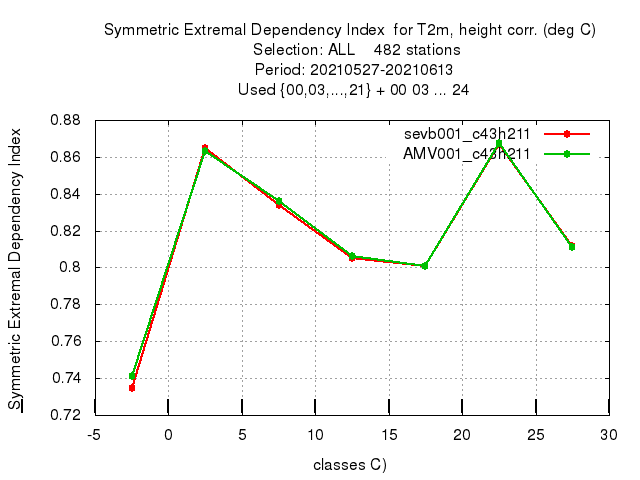 Symmetric Extremal Dependency Index  for T2m, height corr. (deg C)
Selection: ALL    482 stations
Period: 20210527-20210613
Used {00,03,...,21} + 00 03 ... 24
sevb001_c43h211
AMV001_c43h211
Symmetric Extremal Dependency Index
0.88
0.86
0.84
0.82
0.8
0.78
0.76
0.74
0.72
-5 0 5 10 15 20 25 30
classes C)